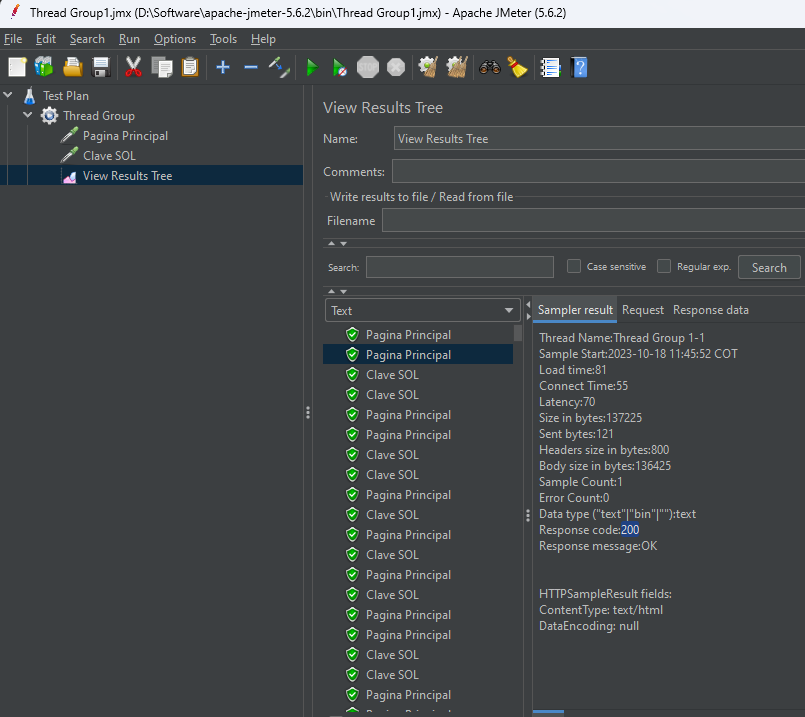 Thread Group1.jmx (D:\Software\apache-jmeter-5.6.2\bin\Thread Group1.jmx) - Apache JMeter (5.6.2)
File Edit Search Run Options Tools Help
Test Plan
Thread Group
Pagina Principal
Clave SOL
View Results Tree
View Results Tree
Name: View Results Tree
Comments:
Write results to file / Read from file
Filename
Search: Case sensitive Regular exp. Search
Text
Pagina Principal
Pagina Principal
Clave SOL
Clave SOL
Pagina Principal
Pagina Principal
Clave SOL
Clave SOL
Pagina Principal
Clave SOL
Pagina Principal
Clave SOL
Pagina Principal
Clave SOL
Pagina Principal
Pagina Principal
Clave SOL
Clave SOL
Pagina Principal
Sampler result Request Response data
Thread Name:Thread Group 1-1
Sample Start:2023-10-18 11:45:52 COT
Load time:81
Connect Time:55
Latency:70
Size in bytes:137225
Sent bytes:121
Headers size in bytes:800
Body size in bytes:136425
Sample Count:1
Error Count:0
Data type ("text"|"bin"|""):text
Response code:200
Response message:OK
HTTPSampleResult fields:
ContentType: text/html
DataEncoding: null